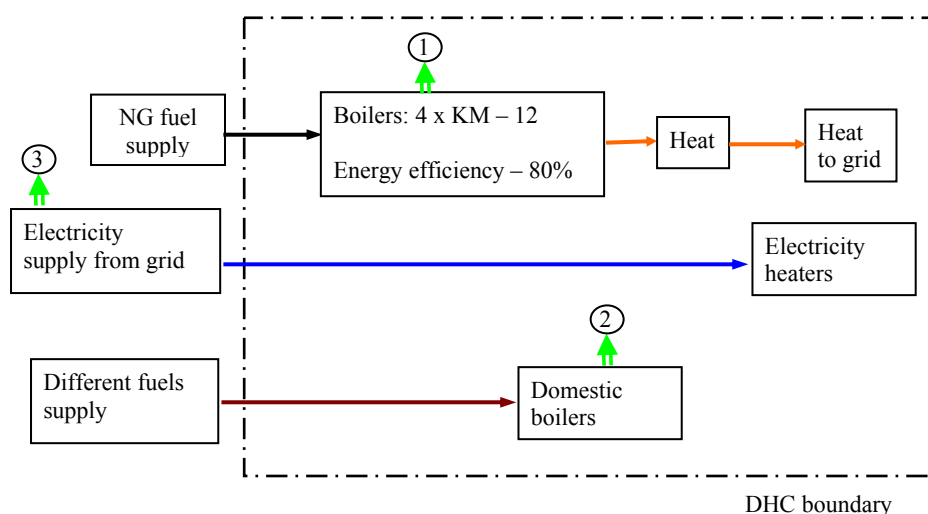 1
NG fuel
supply
Boilers: 4 x KM – 12
Energy efficiency – 80%
Heat
Heat
to grid
3
Electricity
supply from grid
Electricity
heaters
2
Different fuels
supply
Domestic
boilers
DHC boundary